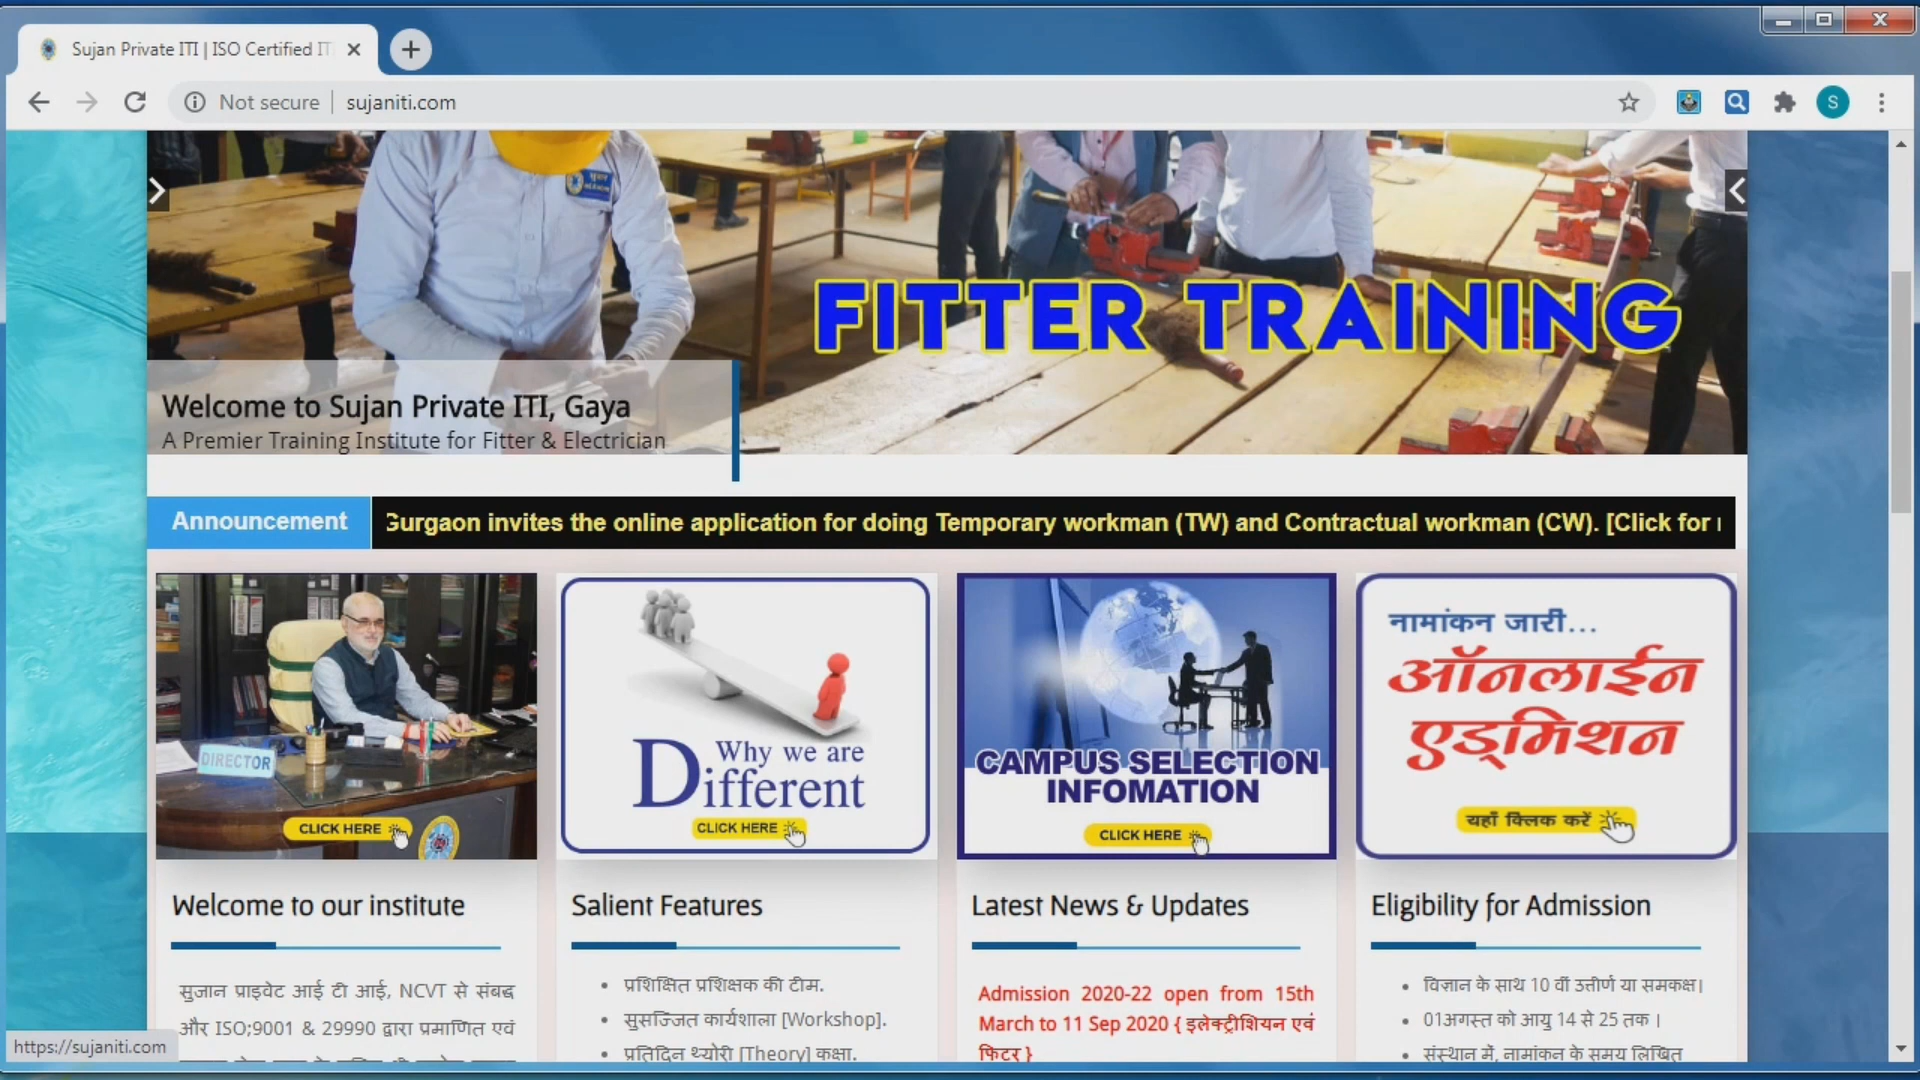 Sujan Private ITI | ISO Certified IT
Not secure
sujaniti.com
S
सुजान
FITTER TRAINING
Welcome to Sujan Private ITI, Gaya
A Premier Training Institute for Fitter & Electrician
Announcement
Gurgaon invites the online application for doing Temporary workman (TW) and Contractual workman (CW). [Click for
DIRECTOR
CLICK HERE
Why we are
Different
CLICK HERE
CAMPUS SELECTION
INFOMATION
CLICK HERE
नामांकन जारी...
ऑनलाईन
एड्मिशन
यहाँ क्लिक करें
Welcome to our institute
Salient Features
Latest News & Updates
Eligibility for Admission
सुजान प्राइवेट आई टी आई, NCVT से संबद्ध
और ISO;9001 & 29990 द्वारा प्रमाणित एवं
• प्रशिक्षित प्रशिक्षक की टीम.
• सुसज्जित कार्यशाला [Workshop].
• प्रतिदिन थ्योरी [Theory] कक्षा.
Admission 2020-22 open from 15th
March to 11 Sep 2020 { इलेक्ट्रीशियन एवं
फिटर }
• विज्ञान के साथ 10 वीं उत्तीर्ण या समकक्ष।
• 01अगस्त को आयु 14 से 25 तक ।
• संस्थान में, नामांकन के समय लिखित
https://sujaniti.com